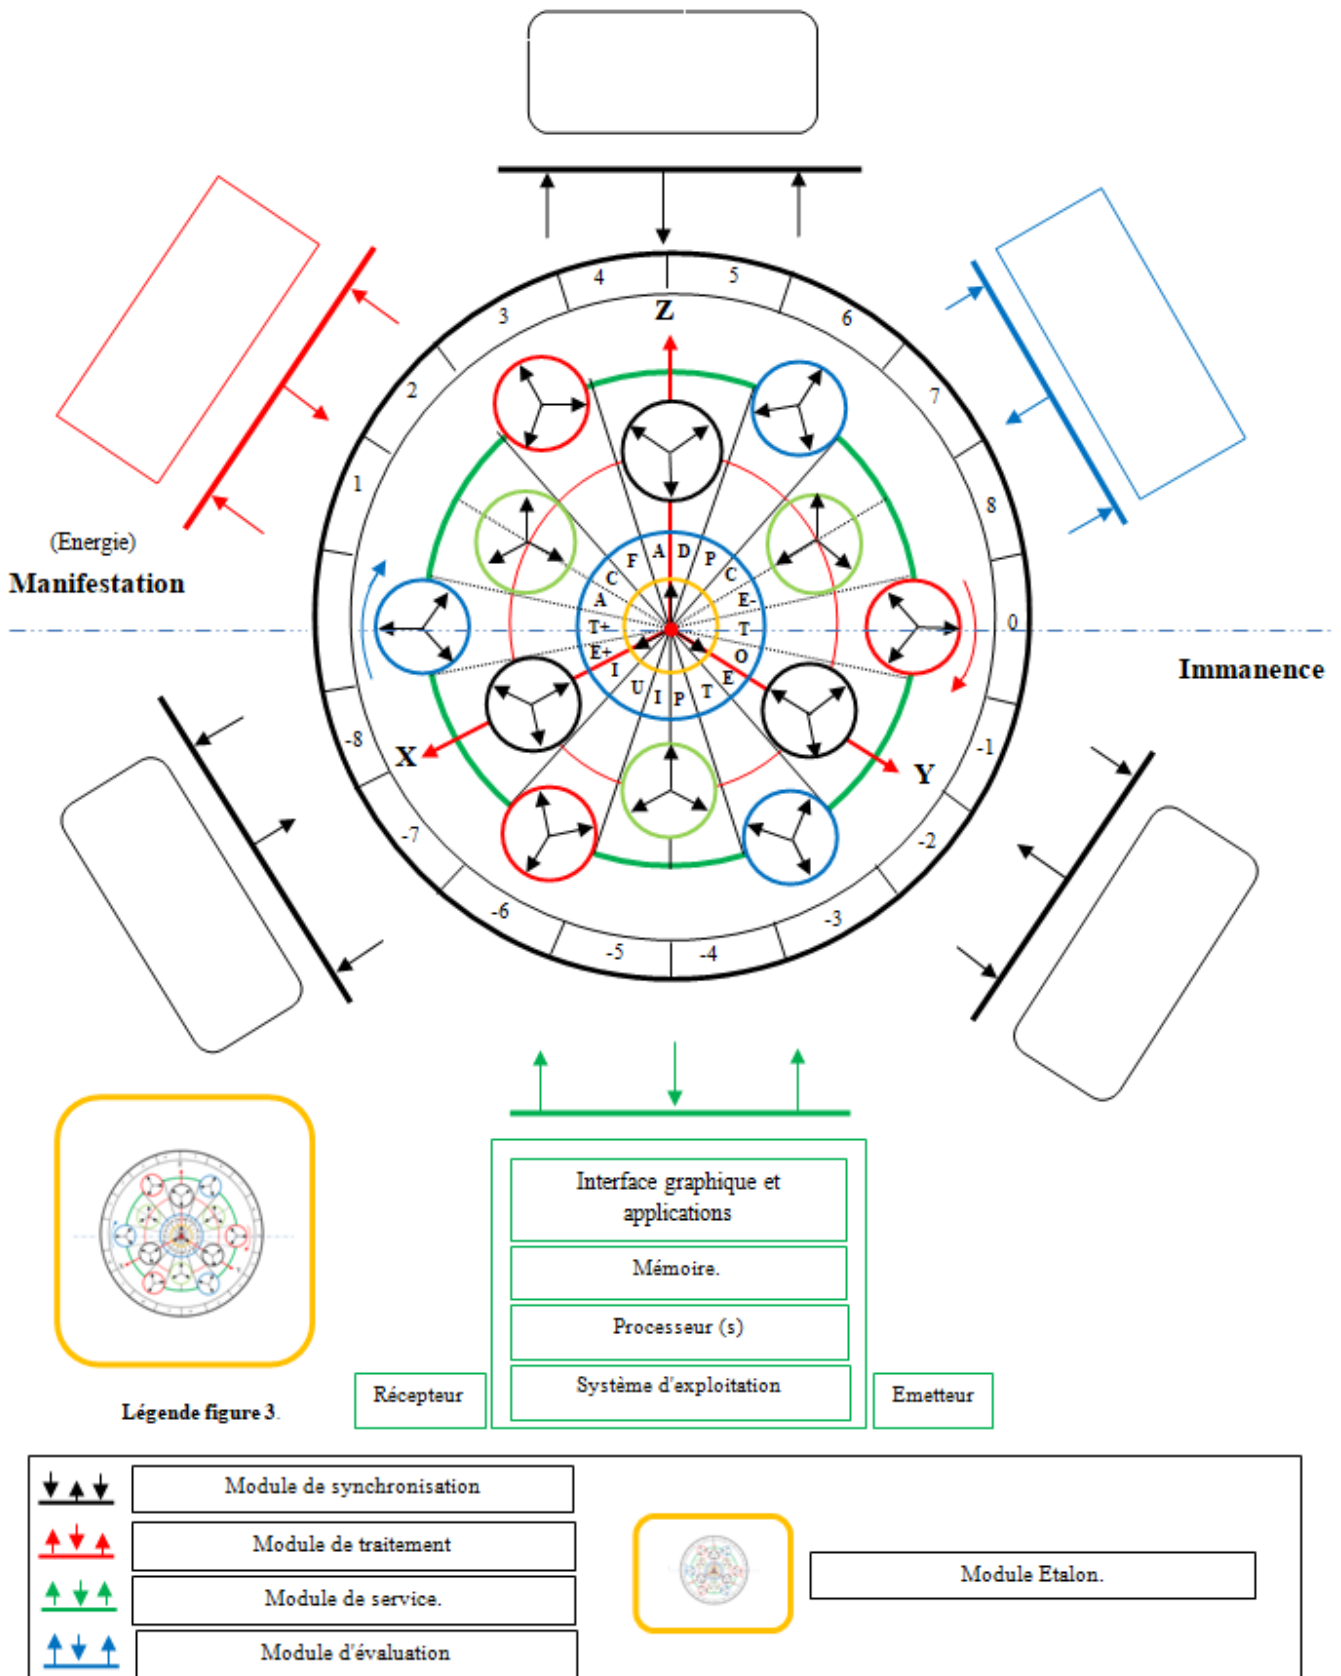 4
5
3
Z
6
2
7
1
8
(Energie)
Manifestation
F
A
D
P
C
C
A
E-
T+
T
0
E+
O
I
E
U
I
P
T
Immanence
-8
X
Y
-1
-7
-2
-6
-3
-5
-4
Interface graphique et
applications
Mémoire.
Processeur (s)
Système d'exploitation
Récepteur
Emetteur
Légende figure 3.
Module de synchronisation
Module de traitement
Module de service.
Module d'évaluation
Module Etalon.